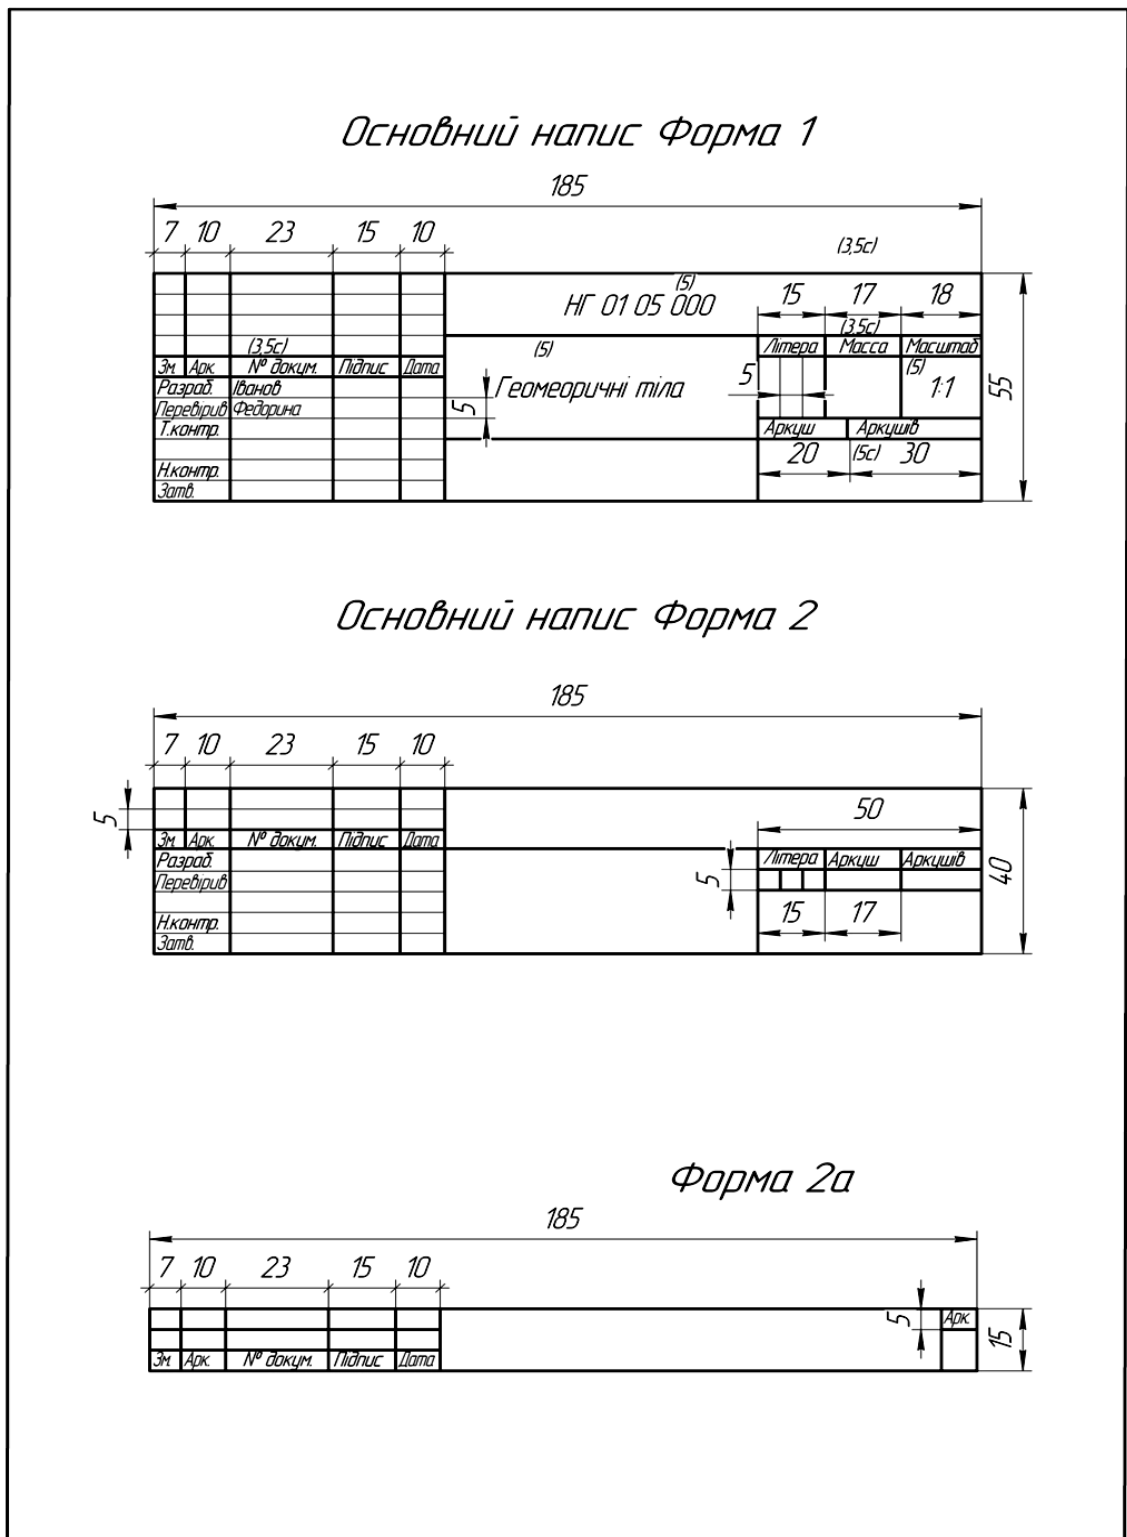 Основний напис Форма 1
185
7 10 23 15 10
(3,5с)
(5)
НГ 01 05 000
15 17 18
(3,5с)
(3,5с)
(5)
Літера Масса Масштаб
Зм. Арк. № докум. Підпис Дата
(5)
Разраб. Іванов
5
Геомеоричні тіла
5
1:1
55
Перевірив Федорина
Т.контр.
Аркуш Аркушів
20 (5с) 30
Н.контр.
Затв.
Основний напис Форма 2
185
7 10 23 15 10
5
50
Зм. Арк. № докум. Підпис Дата
Разраб.
Літера Аркуш Аркушів
40
Перевірив
5
15 17
Н.контр.
Затв.
Форма 2а
185
7 10 23 15 10
5
Арк.
15
Зм. Арк. № докум. Підпис Дата